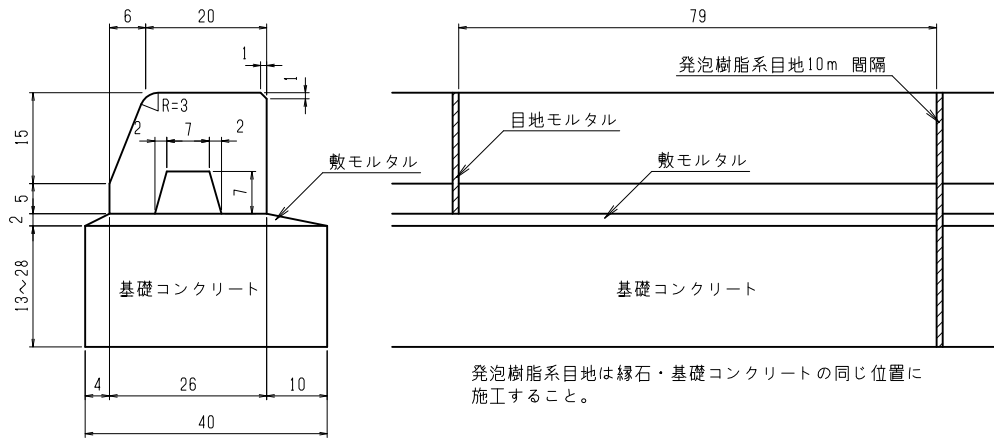 6
20
79
1
1
発泡樹脂系目地10m 間隔
R=3
15
2
7
2
目地モルタル
敷モルタル
敷モルタル
7
5
2
13～28
基礎コンクリート
基礎コンクリート
4
26
10
40
発泡樹脂系目地は縁石・基礎コンクリートの同じ位置に
施工すること。